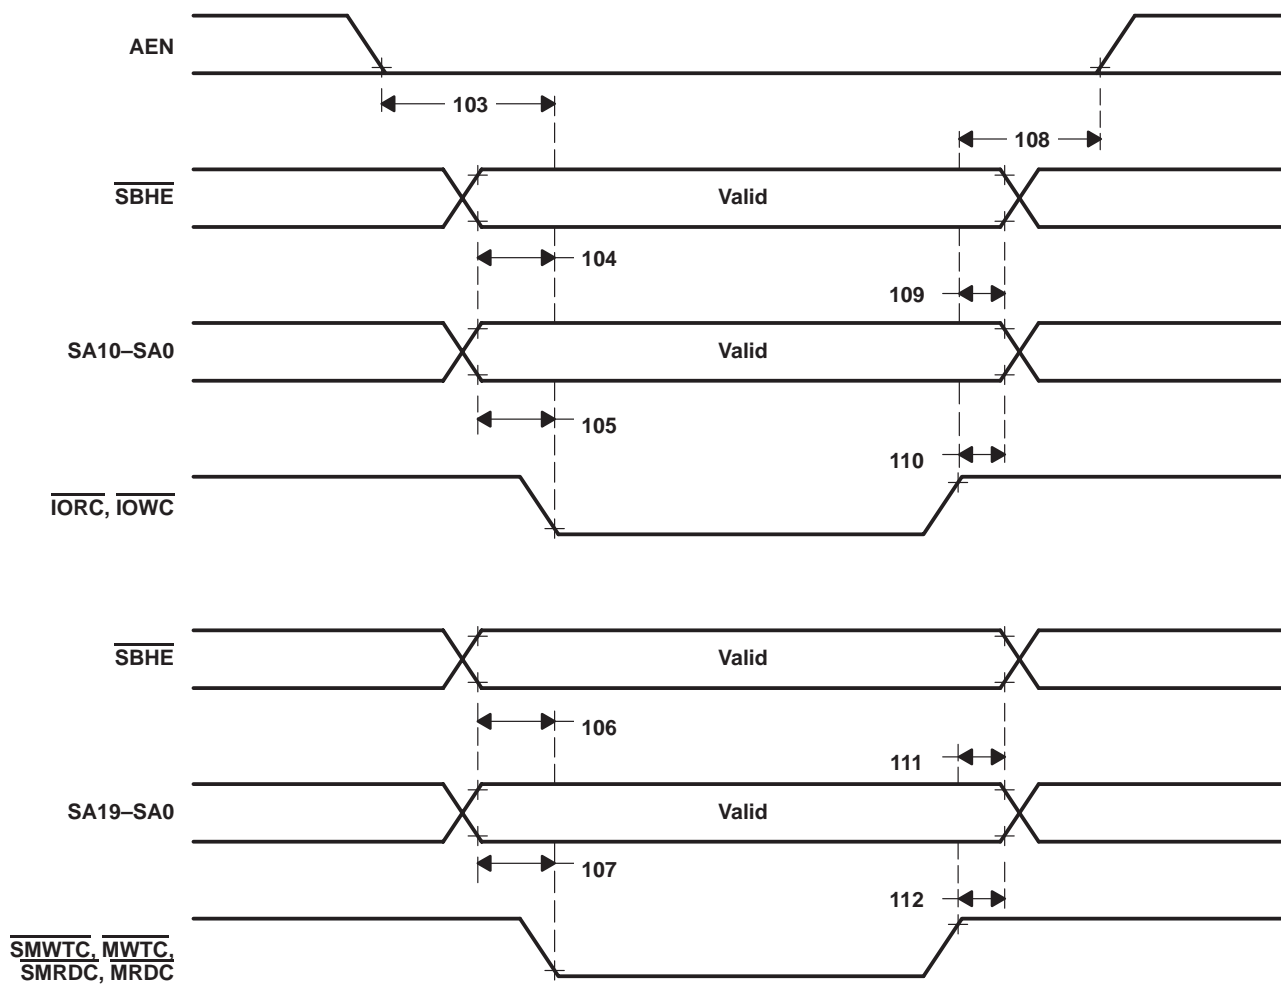 AEN
103
108
SBHE
Valid
104
109
SA10–SA0
Valid
105
110
IORC, IOWC
SBHE
Valid
106
111
SA19–SA0
Valid
107
112
SMWTC, MWTC,
SMRDC, MRDC